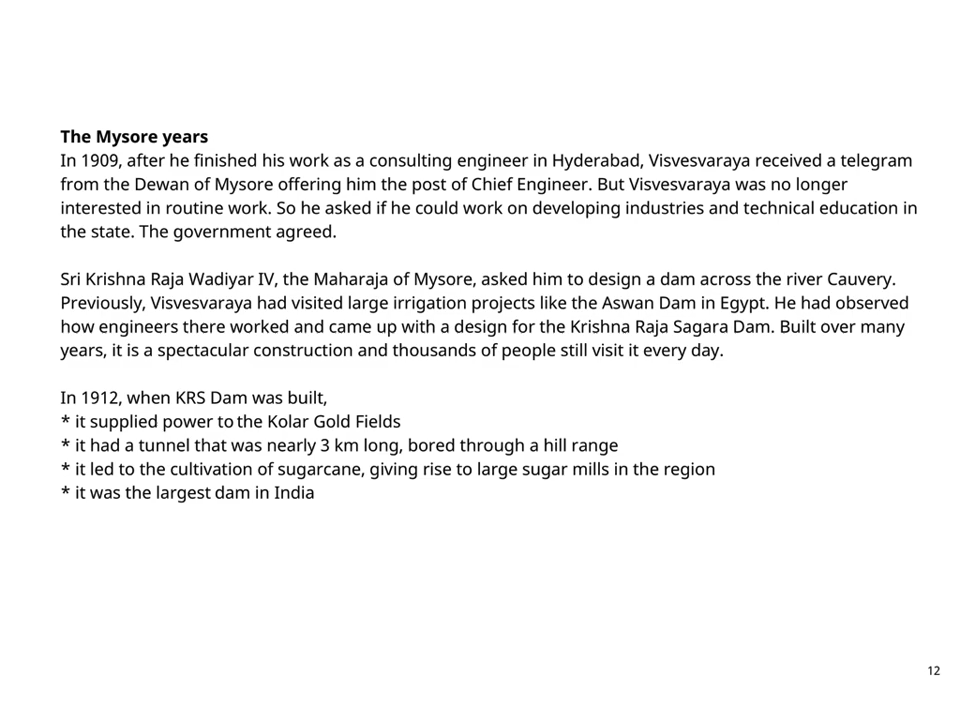 The Mysore years
In 1909, after he finished his work as a consulting engineer in Hyderabad, Visvesvaraya received a telegram
from the Dewan of Mysore offering him the post of Chief Engineer. But Visvesvaraya was no longer
interested in routine work. So he asked if he could work on developing industries and technical education in
the state. The government agreed.
Sri Krishna Raja Wadiyar IV, the Maharaja of Mysore, asked him to design a dam across the river Cauvery.
Previously, Visvesvaraya had visited large irrigation projects like the Aswan Dam in Egypt. He had observed
how engineers there worked and came up with a design for the Krishna Raja Sagara Dam. Built over many
years, it is a spectacular construction and thousands of people still visit it every day.
In 1912, when KRS Dam was built,
* it supplied power to the Kolar Gold Fields
* it had a tunnel that was nearly 3 km long, bored through a hill range
* it led to the cultivation of sugarcane, giving rise to large sugar mills in the region
* it was the largest dam in India
12